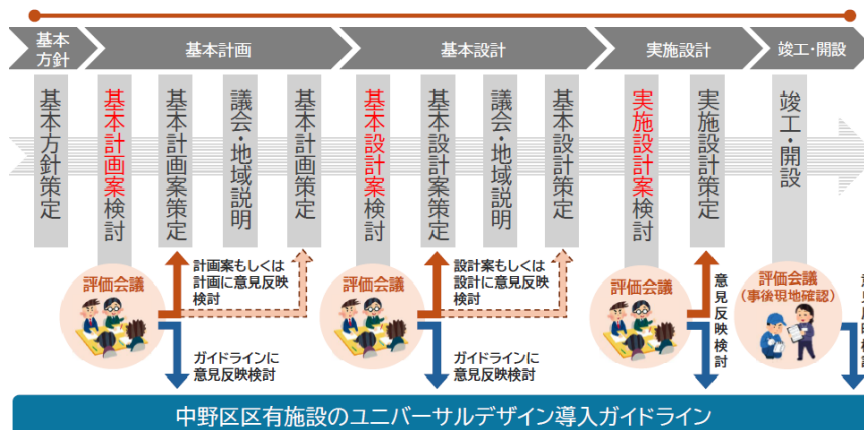 基本
方針
基本計画
基本設計
実施設計
竣工・開設
基本方針策定
基本計画案検討
基本計画案策定
議会・地域説明
基本計画策定
基本設計案検討
基本設計案策定
議会・地域説明
基本設計策定
実施設計案検討
実施設計策定
竣工・開設
評価会議
計画案もしくは
計画に意見反映
検討
ガイドラインに
意見反映検討
評価会議
設計案もしくは
設計に意見反映
検討
ガイドラインに
意見反映検討
評価会議
意見反映検討
評価会議
(事後現地確認)
中野区区有施設のユニバーサルデザイン導入ガイドライン